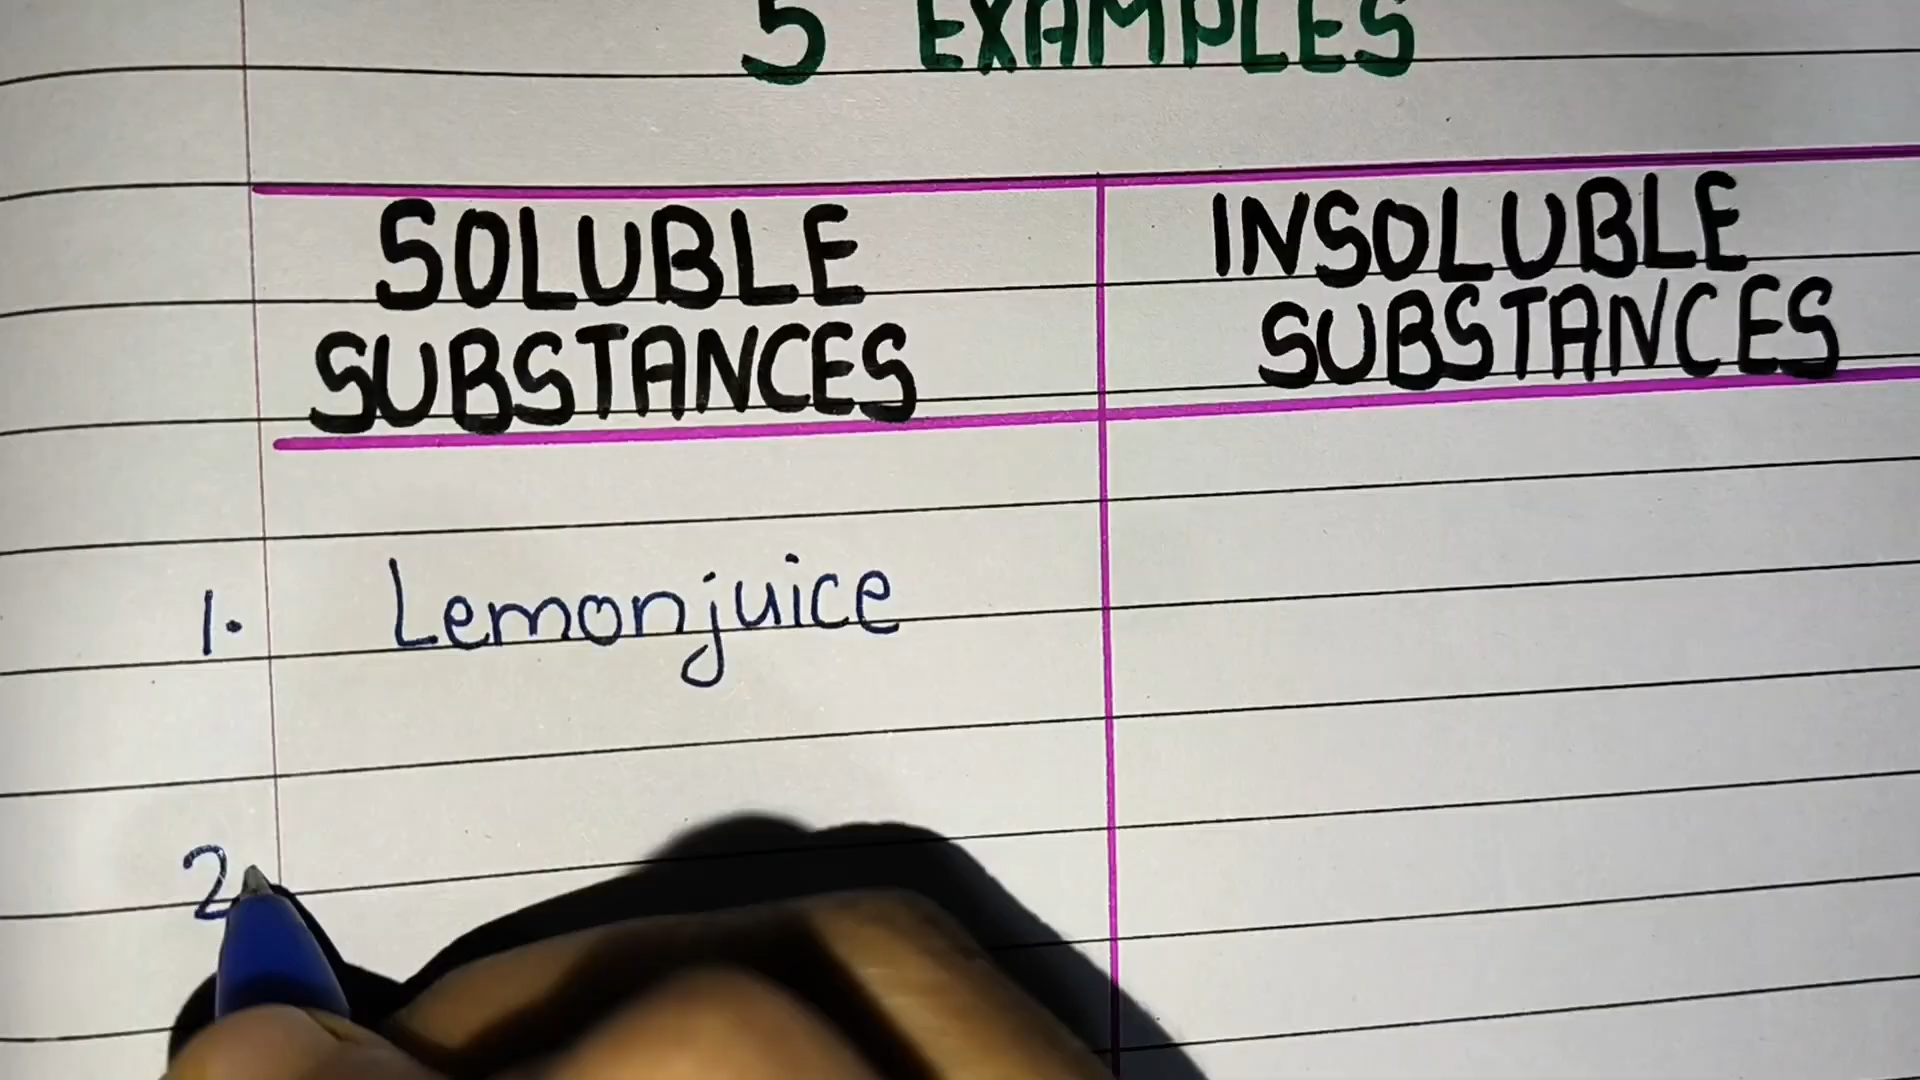 5 EXAMPLES
SOLUBLE
SUBSTANCES
INSOLUBLE
SUBSTANCES
1. Lemonjuice
2